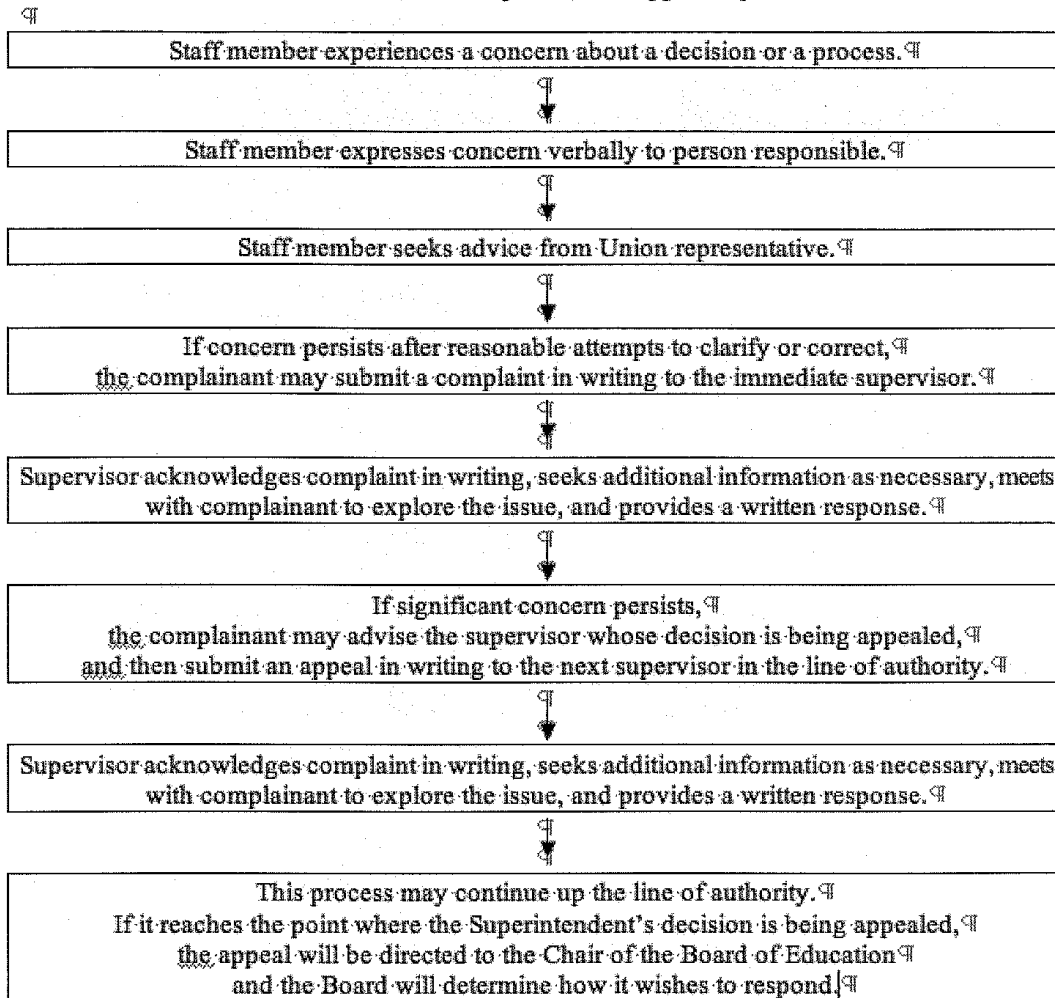 Staff member experiences a concern about a decision or a process.
Staff member expresses concern verbally to person responsible.
Staff member seeks advice from Union representative.
If concern persists after reasonable attempts to clarify or correct,
the complainant may submit a complaint in writing to the immediate supervisor.
Supervisor acknowledges complaint in writing, seeks additional information as necessary, meets
with complainant to explore the issue, and provides a written response.
If significant concern persists,
the complainant may advise the supervisor whose decision is being appealed,
and then submit an appeal in writing to the next supervisor in the line of authority.
Supervisor acknowledges complaint in writing, seeks additional information as necessary, meets
with complainant to explore the issue, and provides a written response.
This process may continue up the line of authority.
If it reaches the point where the Superintendent's decision is being appealed,
the appeal will be directed to the Chair of the Board of Education
and the Board will determine how it wishes to respond.